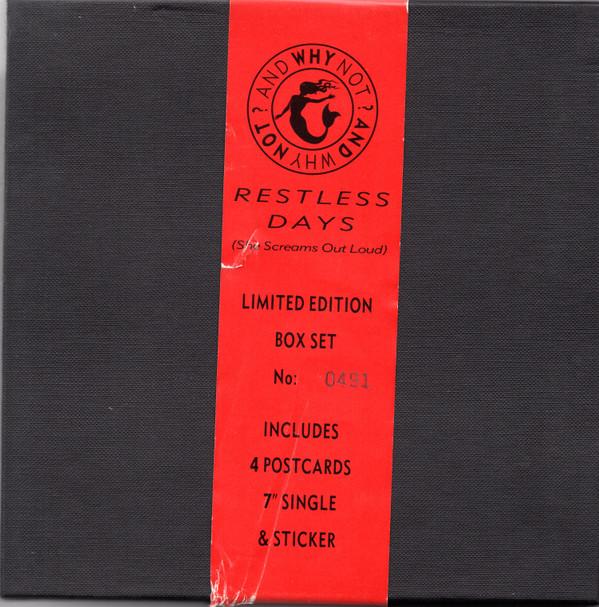 AND WHY NOT? AND WHY NOT?
RESTLESS
DAYS
(She Screams Out Loud)
LIMITED EDITION
BOX SET
No: 0491
INCLUDES
4 POSTCARDS
7" SINGLE
& STICKER